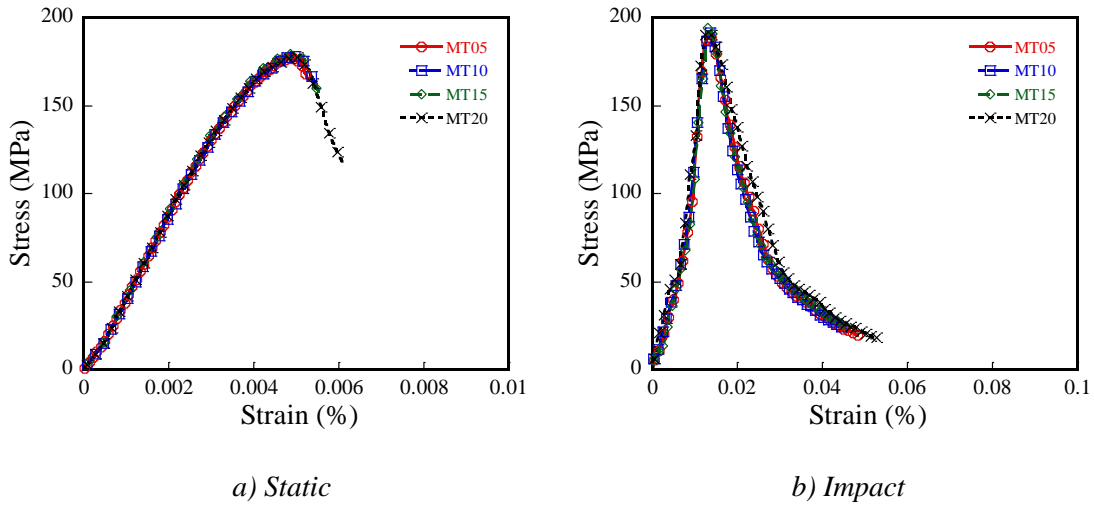 200
150
100
50
0
Stress (MPa)
0 0.002 0.004 0.006 0.008 0.01
Strain (%)
MT05
MT10
MT15
MT20
a) Static
200
150
100
50
0
Stress (MPa)
0 0.02 0.04 0.06 0.08 0.1
Strain (%)
MT05
MT10
MT15
MT20
b) Impact